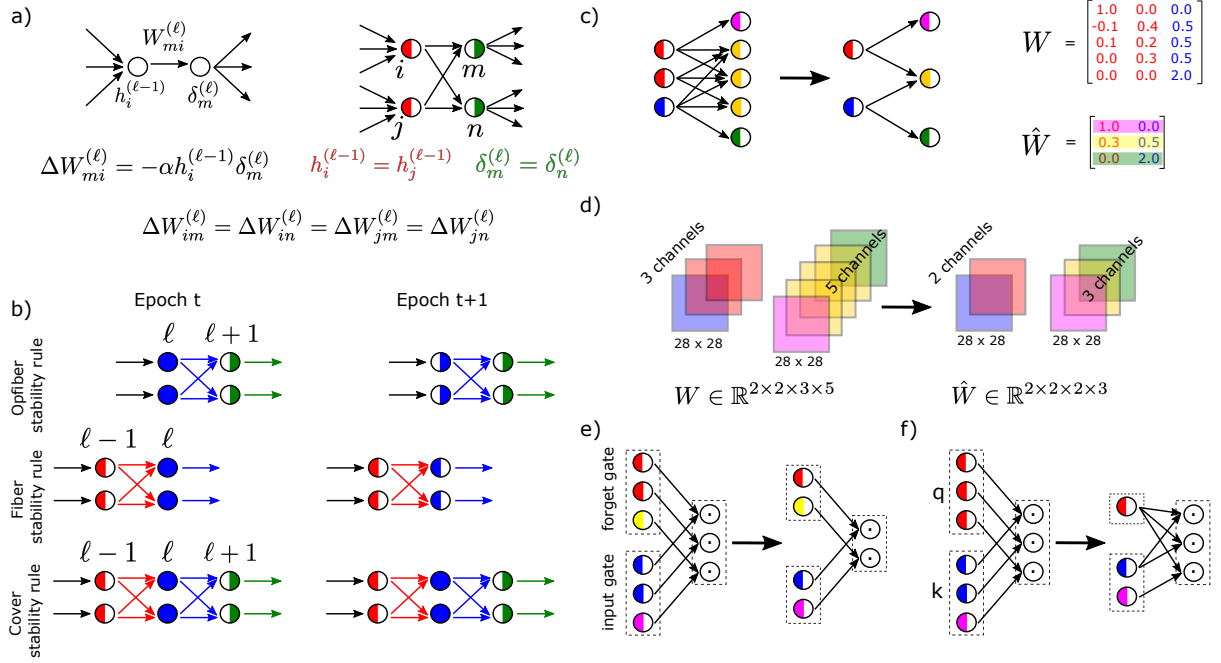 a)
W_{mi}^{(ℓ)}
h_i^{(ℓ-1)} δ_m^{(ℓ)}
i m
j n
ΔW_{mi}^{(ℓ)} = -αh_i^{(ℓ-1)}δ_m^{(ℓ)}
h_i^{(ℓ-1)} = h_j^{(ℓ-1)} δ_m^{(ℓ)} = δ_n^{(ℓ)}
ΔW_{im}^{(ℓ)} = ΔW_{in}^{(ℓ)} = ΔW_{jm}^{(ℓ)} = ΔW_{jn}^{(ℓ)}
b)
Epoch t Epoch t+1
Opfiber
stability rule
ℓ ℓ + 1
Fiber
stability rule
ℓ - 1 ℓ
Cover
stability rule
ℓ - 1 ℓ ℓ + 1
c)
W =
1.0 0.0 0.0
-0.1 0.4 0.5
0.1 0.2 0.5
0.0 0.3 0.5
0.0 0.0 2.0
Ŵ =
1.0 0.0
0.3 0.5
0.0 2.0
d)
3 channels
28 x 28
5 channels
28 x 28
2 channels
28 x 28
3 channels
28 x 28
W ∈ ℝ^{2×2×3×5}
Ŵ ∈ ℝ^{2×2×2×3}
e)
forget gate
input gate
f)
q
k